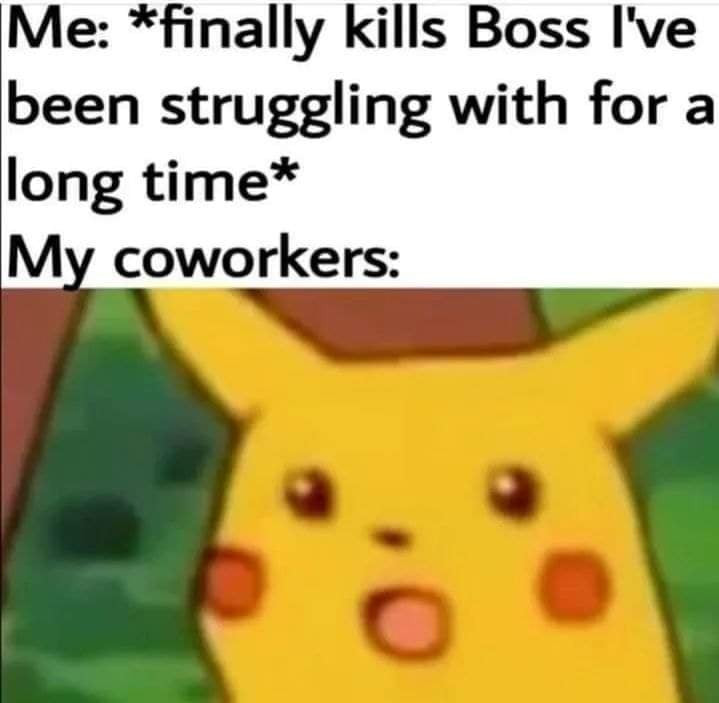 Me: *finally kills Boss I've
been struggling with for a
long time*
My coworkers: